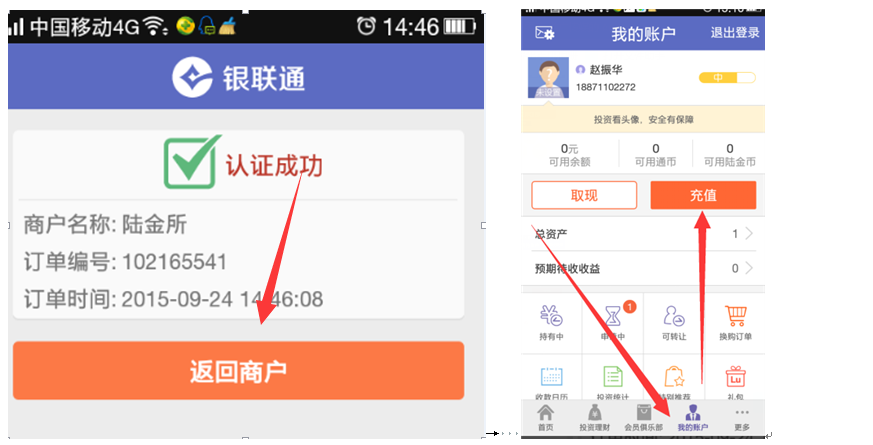 中国移动4G
14:46
银联通
认证成功
商户名称: 陆金所
订单编号: 102165541
订单时间: 2015-09-24 14:46:08
返回商户
我的账户
退出登录
赵振华
18871102272
中
投资看头像，安全有保障
0元
0
0
可用余额
可用通币
可用陆金币
取现
充值
总资产
1
预期待收收益
0
1
持有中
申请中
可转让
换购订单
收款日历
投资统计
特别推荐
礼包
首页
投资理财
会员俱乐部
我的账户
更多